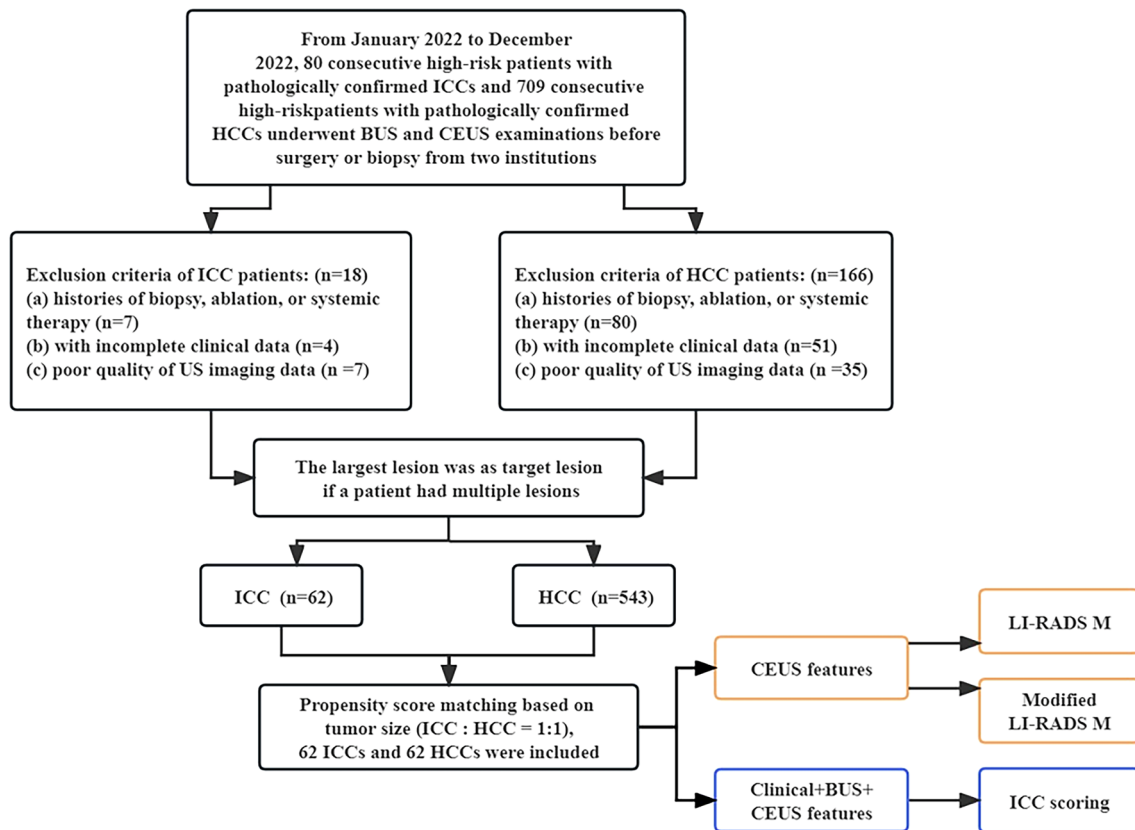 From January 2022 to December
2022, 80 consecutive high-risk patients with
pathologically confirmed ICCs and 709 consecutive
high-riskpatients with pathologically confirmed
HCCs underwent BUS and CEUS examinations before
surgery or biopsy from two institutions
Exclusion criteria of ICC patients: (n=18)
(a) histories of biopsy, ablation, or systemic
therapy (n=7)
(b) with incomplete clinical data (n=4)
(c) poor quality of US imaging data (n =7)
Exclusion criteria of HCC patients: (n=166)
(a) histories of biopsy, ablation, or systemic
therapy (n=80)
(b) with incomplete clinical data (n=51)
(c) poor quality of US imaging data (n =35)
The largest lesion was as target lesion
if a patient had multiple lesions
ICC (n=62)
HCC (n=543)
Propensity score matching based on
tumor size (ICC : HCC = 1:1),
62 ICCs and 62 HCCs were included
CEUS features
LI-RADS M
Modified
LI-RADS M
Clinical+BUS+
CEUS features
ICC scoring